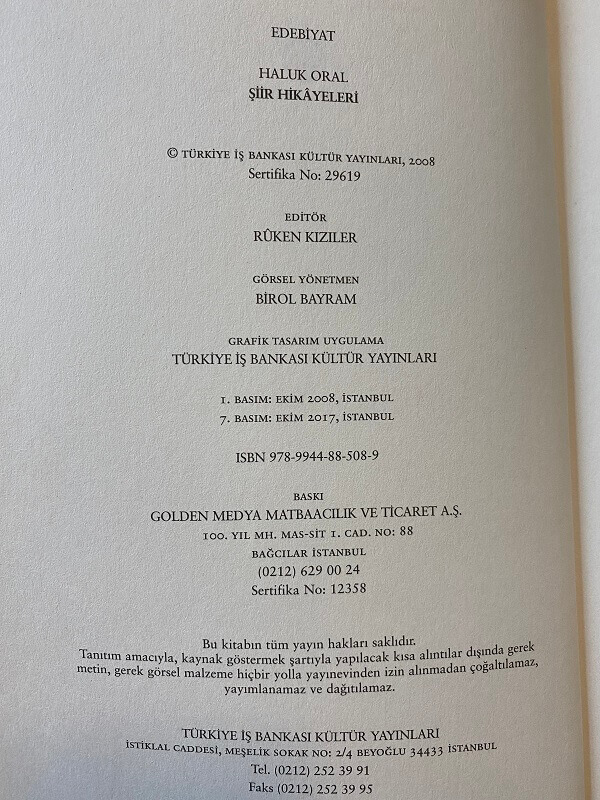 EDEBİYAT
HALUK ORAL
ŞİİR HİKÂYELERİ
© TÜRKİYE İŞ BANKASI KÜLTÜR YAYINLARI, 2008
Sertifika No: 29619
EDİTÖR
RÛKEN KIZILER
GÖRSEL YÖNETMEN
BİROL BAYRAM
GRAFİK TASARIM UYGULAMA
TÜRKİYE İŞ BANKASI KÜLTÜR YAYINLARI
1. BASIM: EKİM 2008, İSTANBUL
7. BASIM: EKİM 2017, İSTANBUL
ISBN 978-9944-88-508-9
BASKI
GOLDEN MEDYA MATBAACILIK VE TİCARET A.Ş.
100. YIL MH. MAS-SİT 1. CAD. NO: 88
BAĞCILAR İSTANBUL
(0212) 629 00 24
Sertifika No: 12358
Bu kitabın tüm yayın hakları saklıdır.
Tanıtım amacıyla, kaynak göstermek şartıyla yapılacak kısa alıntılar dışında gerek
metin, gerek görsel malzeme hiçbir yolla yayınevinden izin alınmadan çoğaltılamaz,
yayımlanamaz ve dağıtılamaz.
TÜRKİYE İŞ BANKASI KÜLTÜR YAYINLARI
İSTİKLAL CADDESİ, MEŞELİK SOKAK NO: 2/4 BEYOĞLU 34433 İSTANBUL
Tel. (0212) 252 39 91
Faks (0212) 252 39 95